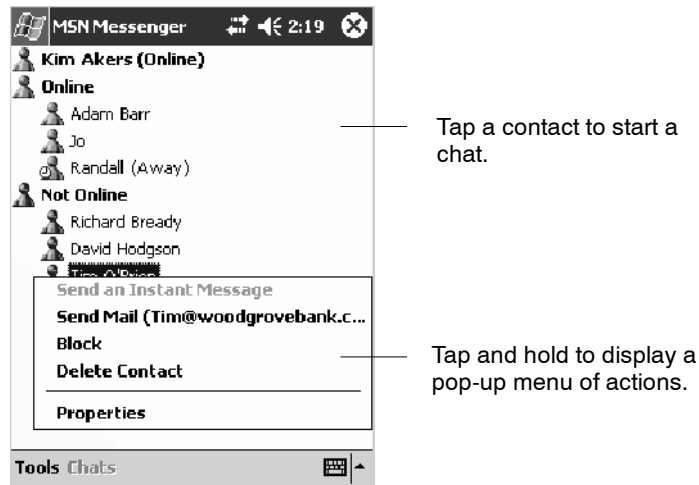 MSN Messenger 2:19
Kim Akers (Online)
Online
Adam Barr
Jo
Randall (Away)
Not Online
Richard Bready
David Hodgson
Tim O'Brien
Send an Instant Message
Send Mail (Tim@woodgrovebank.c...
Block
Delete Contact
Properties
Tools Chats
Tap a contact to start a
chat.
Tap and hold to display a
pop-up menu of actions.